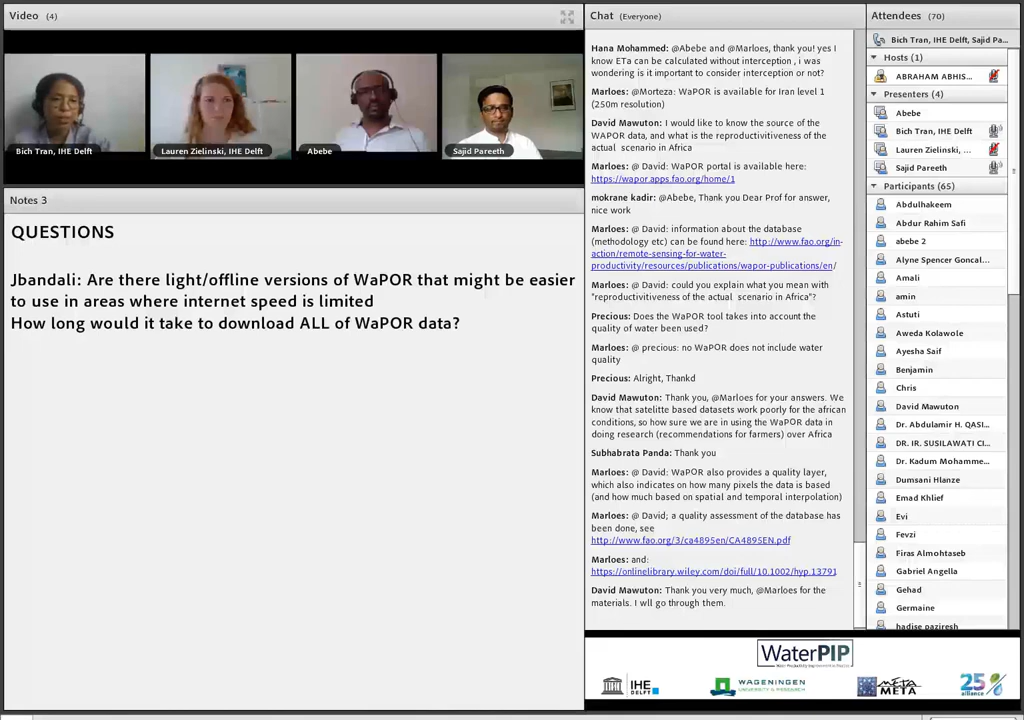 Video (4)
Bich Tran, IHE Delft
Lauren Zielinski, IHE Delft
Abebe
Sajid Pareeth
Notes 3
QUESTIONS
Jbandali: Are there light/offline versions of WaPOR that might be easier
to use in areas where internet speed is limited
How long would it take to download ALL of WaPOR data?
Chat (Everyone)
Hana Mohammed: @Abebe and @Marloes, thank you! yes I
know ETa can be calculated without interception , i was
wondering is it important to consider interception or not?
Marloes: @Morteza: WaPOR is available for Iran level 1
(250m resolution)
David Mawuton: I would like to know the source of the
WAPOR data, and what is the reproductivitiveness of the
actual scenario in Africa
Marloes: @ David: WaPOR portal is available here:
https://wapor.apps.fao.org/home/1
mokrane kadir: @Abebe, Thank you Dear Prof for answer,
nice work
Marloes: @ David: information about the database
(methodology etc) can be found here: http://www.fao.org/in-
action/remote-sensing-for-water-
productivity/resources/publications/wapor-publications/en/
Marloes: @ David: could you explain what you mean with
"reproductivitiveness of the actual scenario in Africa"?
Precious: Does the WaPOR tool takes into account the
quality of water been used?
Marloes: @ precious: no WaPOR does not include water
quality
Precious: Alright, Thankd
David Mawuton: Thank you, @Marloes for your answers. We
know that satelitte based datasets work poorly for the african
conditions, so how sure we are in using the WaPOR data in
doing research (recommendations for farmers) over Africa
Subhabrata Panda: Thank you
Marloes: @ David: WaPOR also provides a quality layer,
which also indicates on how many pixels the data is based
(and how much based on spatial and temporal interpolation)
Marloes: @ David; a quality assessment of the database has
been done, see
http://www.fao.org/3/ca4895en/CA4895EN.pdf
Marloes: and:
https://onlinelibrary.wiley.com/doi/full/10.1002/hyp.13791
David Mawuton: Thank you very much, @Marloes for the
materials. I wll go through them.
Attendees (70)
Bich Tran, IHE Delft, Sajid Pa...
Hosts (1)
ABRAHAM ABHIS...
Presenters (4)
Abebe
Bich Tran, IHE Delft
Lauren Zielinski, ...
Sajid Pareeth
Participants (65)
Abdulhakeem
Abdur Rahim Safi
abebe 2
Alyne Spencer Goncal...
Amali
amin
Astuti
Aweda Kolawole
Ayesha Saif
Benjamin
Chris
David Mawuton
Dr. Abdulamir H. QASI...
DR. IR. SUSILAWATI CI...
Dr. Kadum Mohamme...
Dumsani Hlanze
Emad Khlief
Evi
Fevzi
Firas Almohtaseb
Gabriel Angella
Gehad
Germaine
hadise paziresh
WaterPIP
IHE
DELFT
WAGENINGEN
UNIVERSITY & RESEARCH
META
META
25
alliance